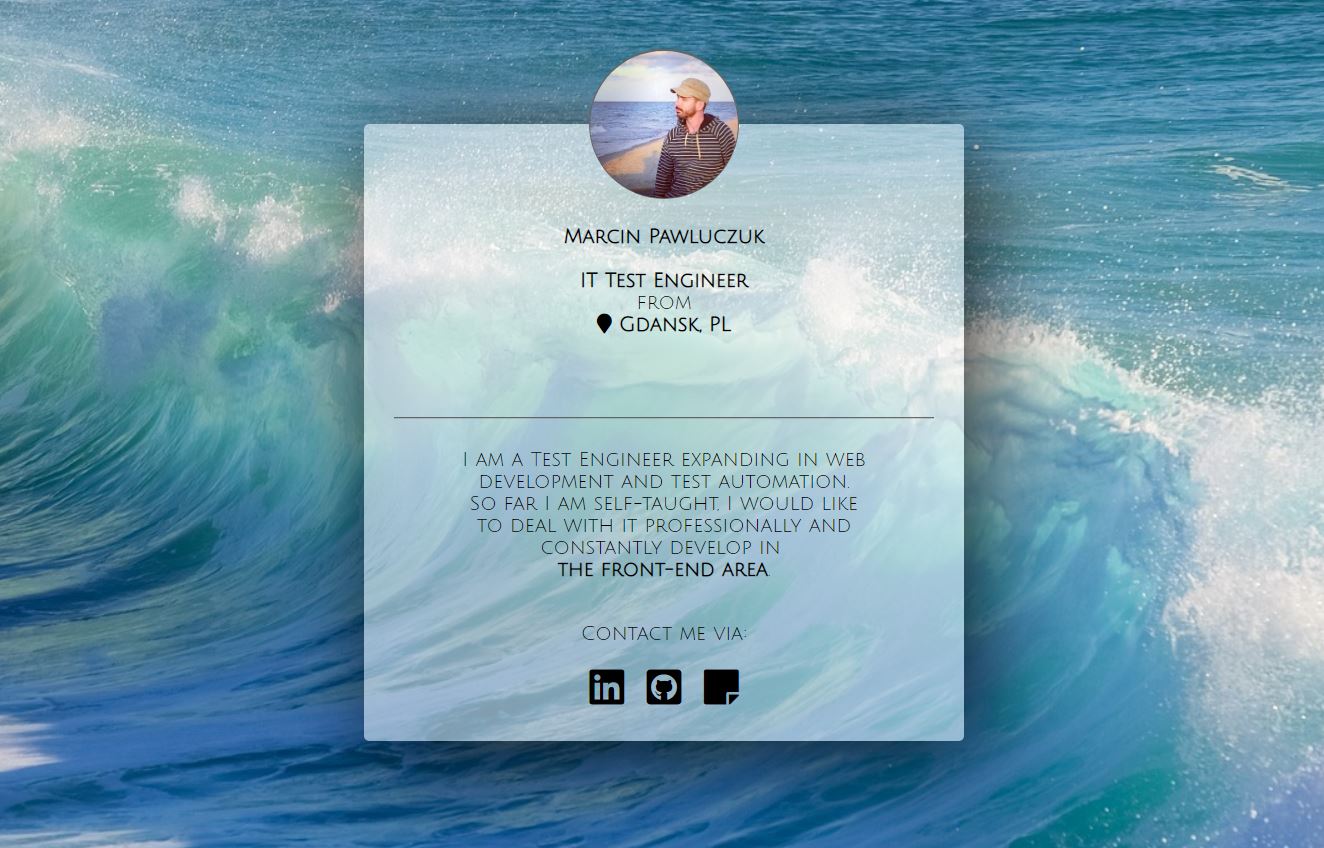 Marcin Pawluczuk
IT Test Engineer
from
Gdansk, PL
I am a Test Engineer expanding in web
development and test automation.
So far I am self-taught, I would like
to deal with it professionally and
constantly develop in
the front-end area.
Contact me via:
in